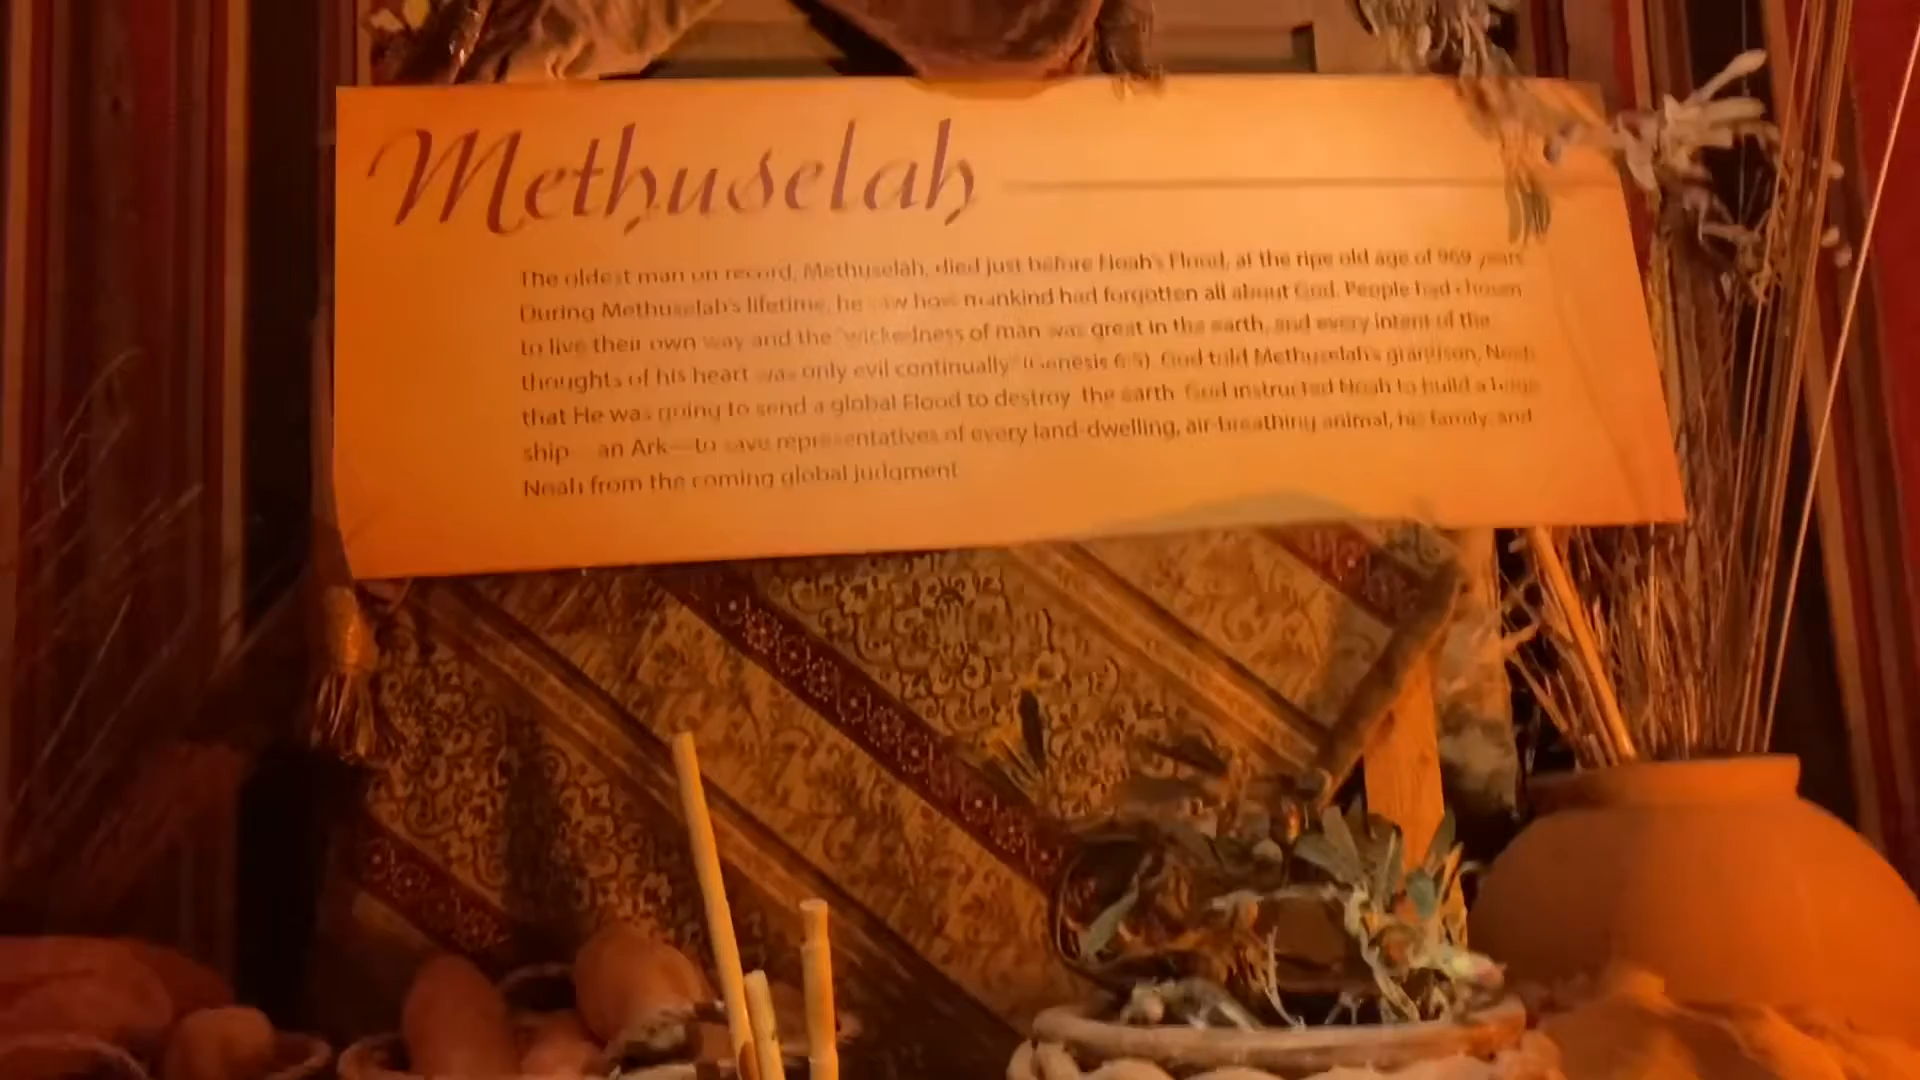 Methuselah
The oldest man on record, Methuselah, died just before Noah's Flood, at the ripe old age of 969 years
During Methuselah's lifetime, he saw how mankind had forgotten all about God. People had chosen
to live their own way and the "wickedness of man was great in the earth, and every intent of the
thoughts of his heart was only evil continually" (Genesis 6:5). God told Methuselah's grandson, Noah
that He was going to send a global Flood to destroy the earth. God instructed Noah to build a huge
ship—an Ark—to save representatives of every land-dwelling, air-breathing animal, his family, and
Noah from the coming global judgment